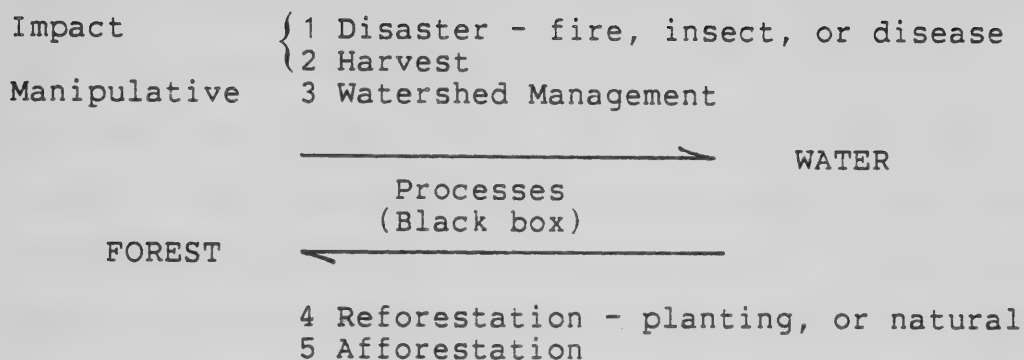 Impact 1 Disaster - fire, insect, or disease
2 Harvest
Manipulative 3 Watershed Management
WATER
Processes
(Black box)
FOREST
4 Reforestation - planting, or natural
5 Afforestation